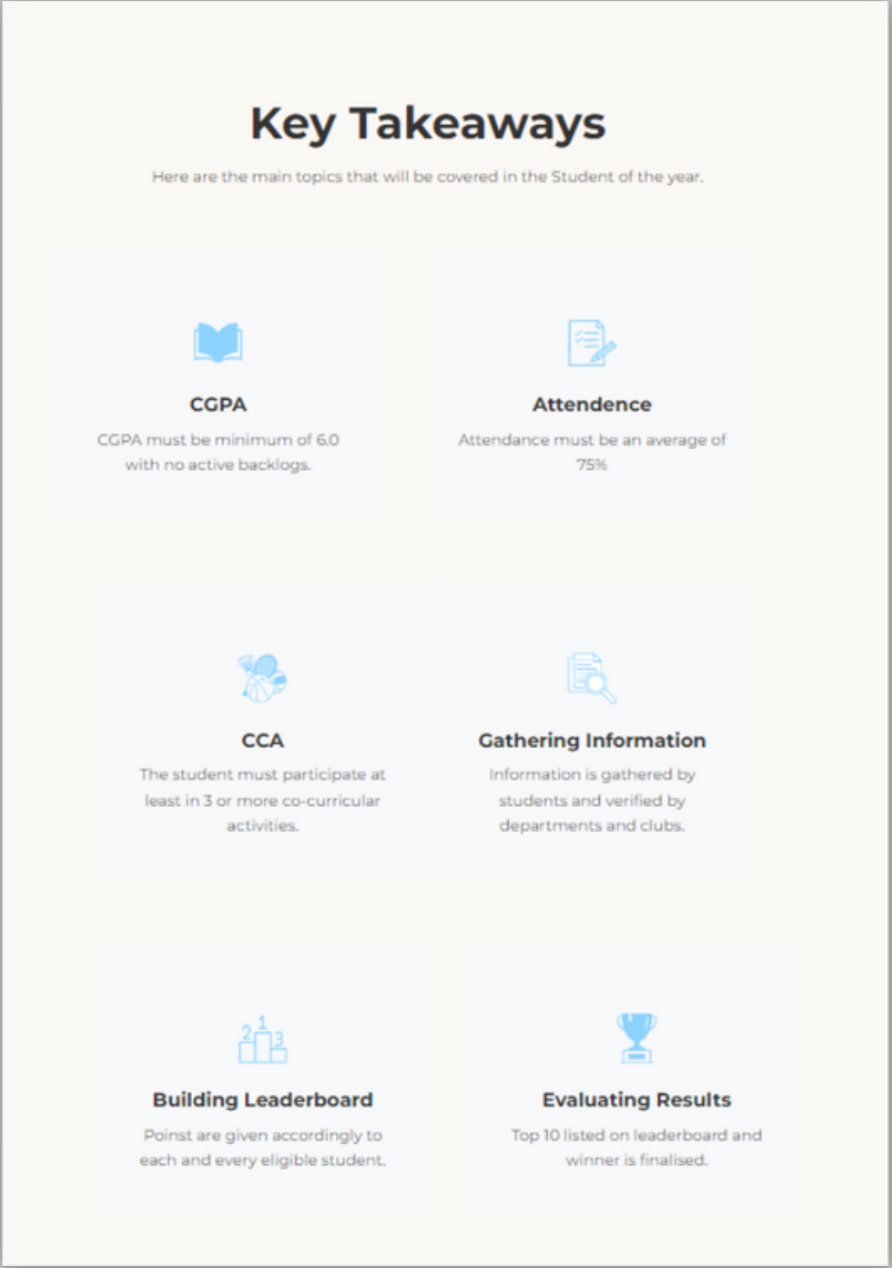 Key Takeaways
Here are the main topics that will be covered in the Student of the year.
CGPA
CGPA must be minimum of 6.0
with no active backlogs.
Attendence
Attendance must be an average of
75%
CCA
The student must participate at
least in 3 or more co-curricular
activities.
Gathering Information
Information is gathered by
students and verified by
departments and clubs.
2 1 3
Building Leaderboard
Poinst are given accordingly to
each and every eligible student.
Evaluating Results
Top 10 listed on leaderboard and
winner is finalised.